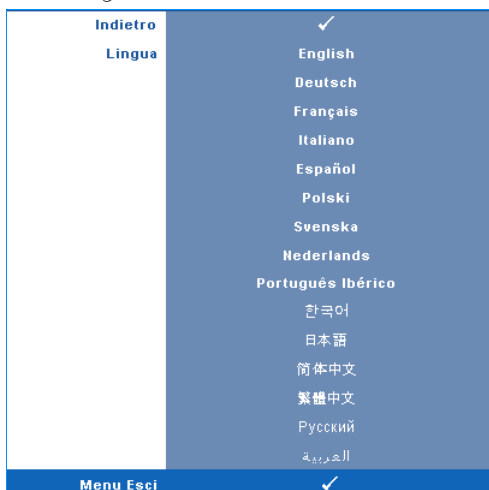 Indietro ✓
Lingua English
Deutsch
Français
Italiano
Español
Polski
Svenska
Nederlands
Português Ibérico
한국어
日本語
简体中文
繁體中文
Русский
العربية
Menu Esci ✓